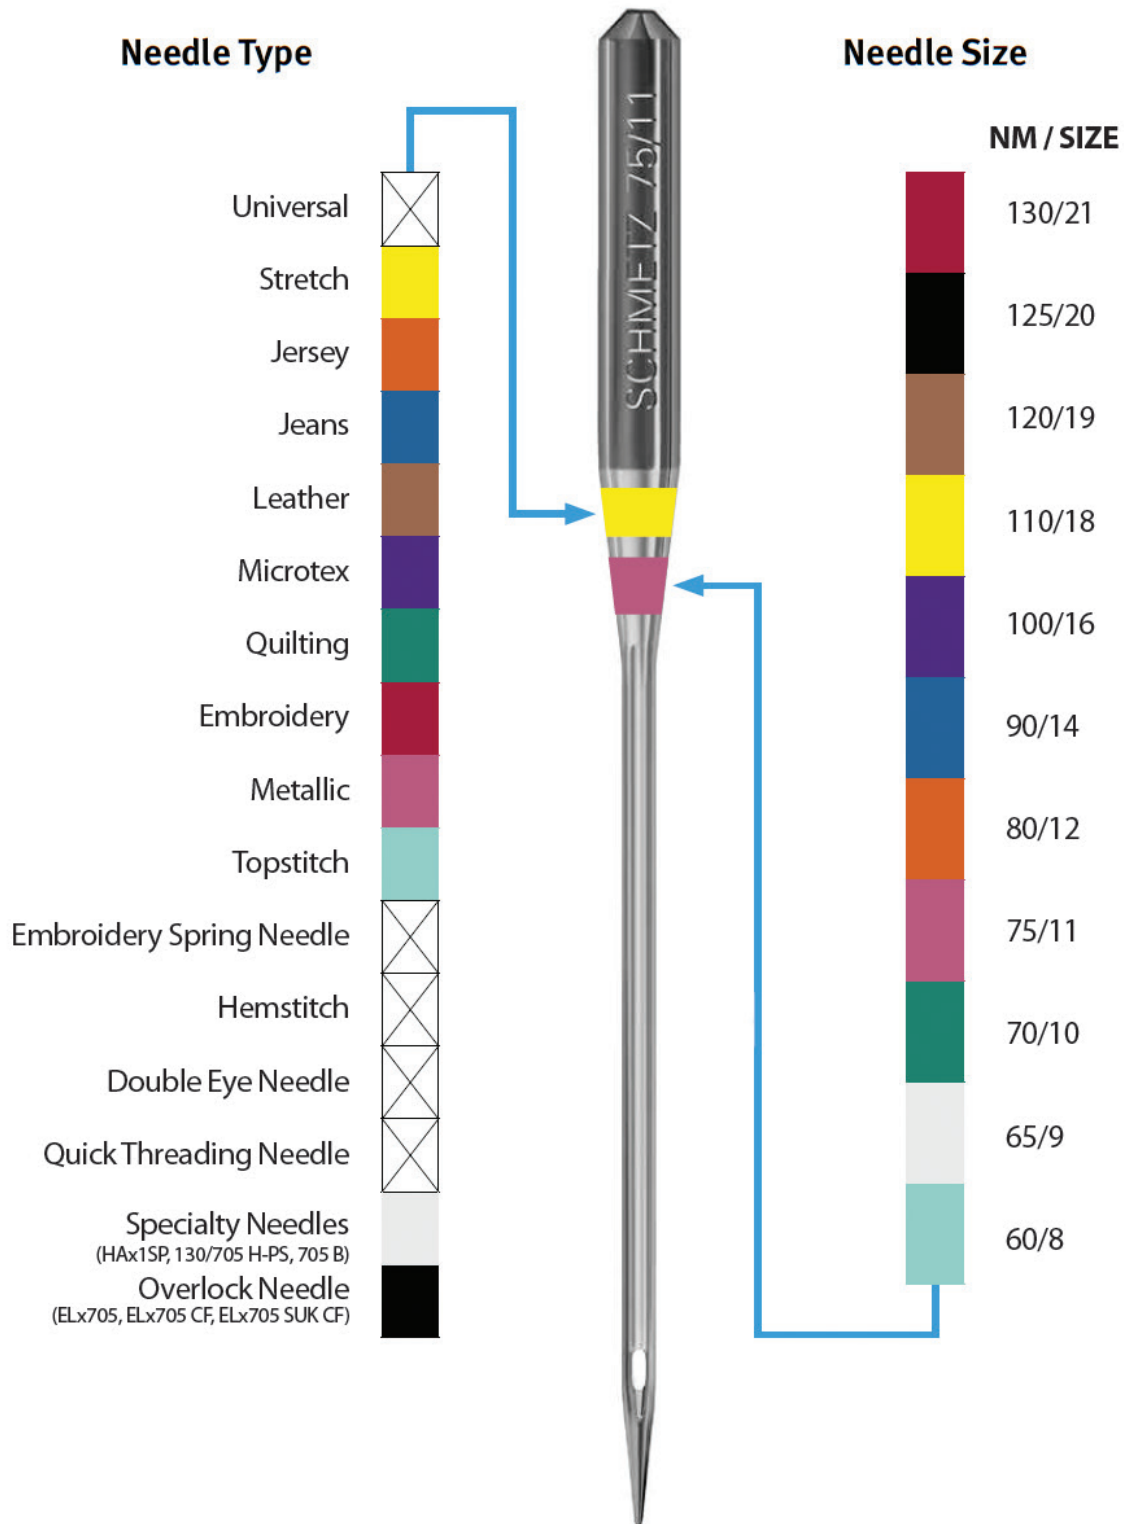 Needle Type
Universal
Stretch
Jersey
Jeans
Leather
Microtex
Quilting
Embroidery
Metallic
Topstitch
Embroidery Spring Needle
Hemstitch
Double Eye Needle
Quick Threading Needle
Specialty Needles
(HAx1SP, 130/705 H-PS, 705 B)
Overlock Needle
(ELx705, ELx705 CF, ELx705 SUK CF)
SCHMETZ 75/11
Needle Size
NM / SIZE
130/21
125/20
120/19
110/18
100/16
90/14
80/12
75/11
70/10
65/9
60/8